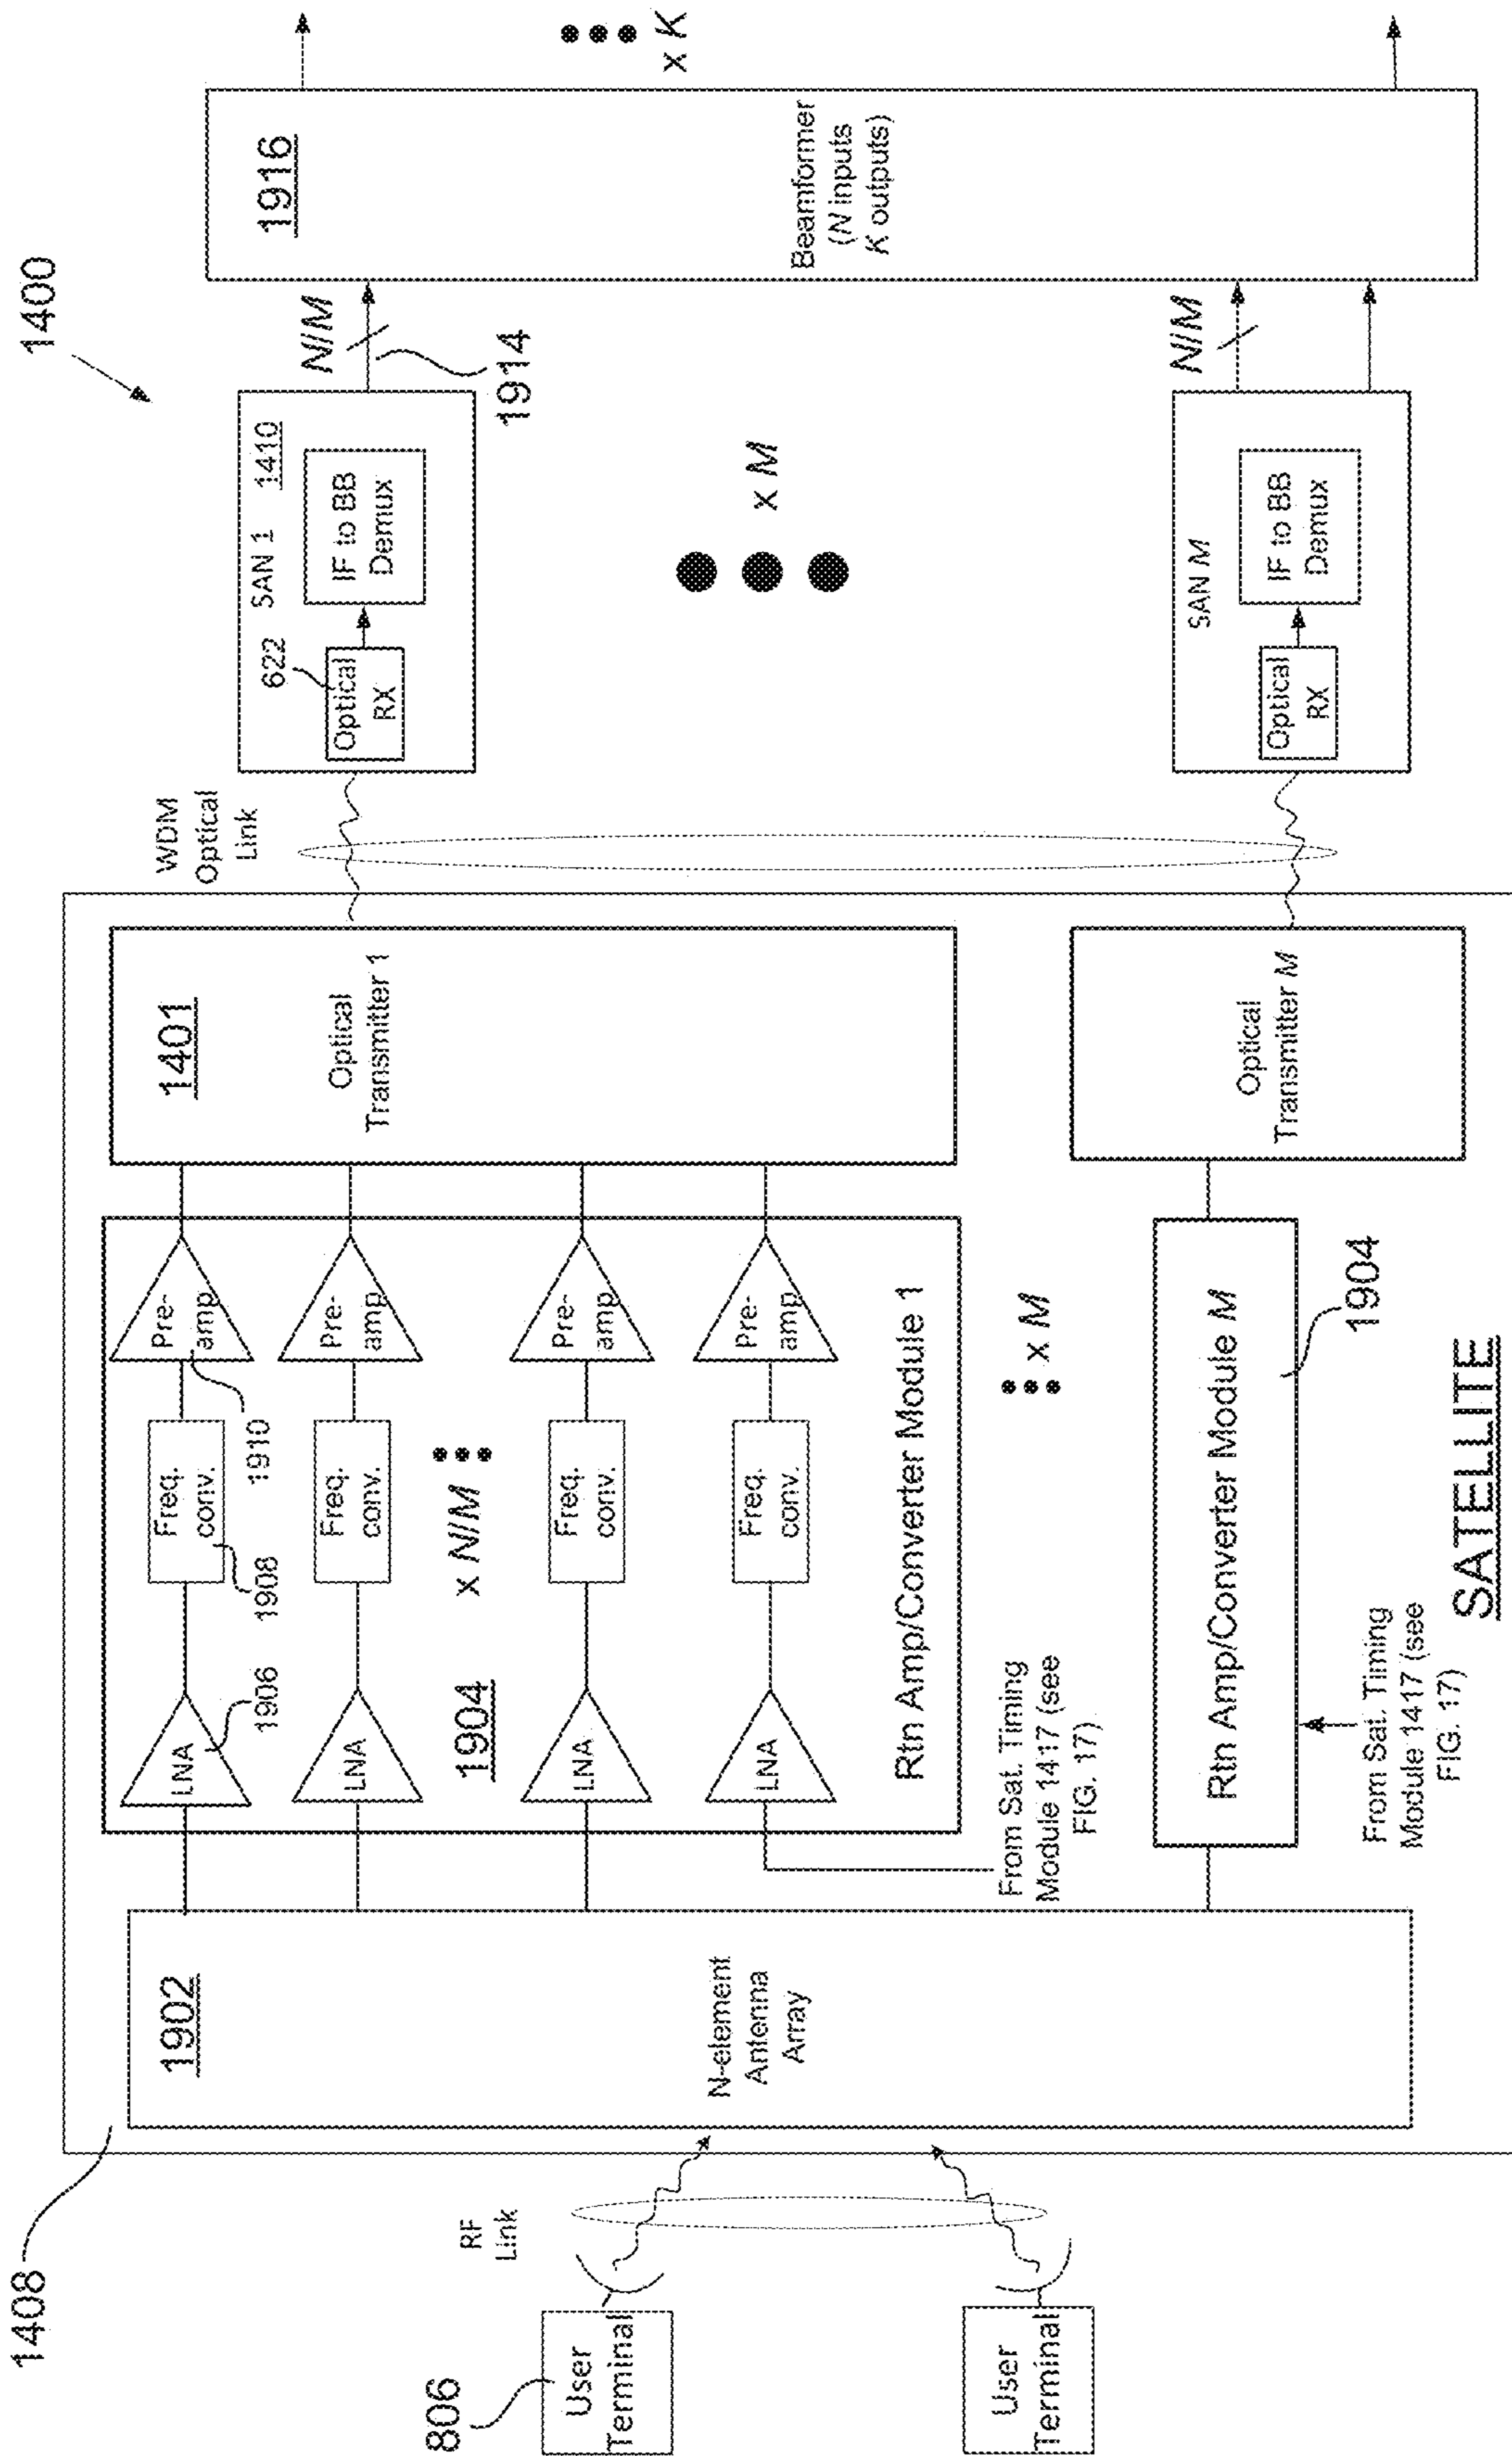 1400
1408
1902
N-element
Antenna
Array
806
User
Terminal
User
Terminal
RF
Link
LNA
1906
Freq.
conv.
1908
Pre-
amp
1910
LNA
Freq.
conv.
Pre-
amp
1904
x N/M
LNA
Freq.
conv.
Pre-
amp
LNA
Freq.
conv.
Pre-
amp
Rtn Amp/Converter Module 1
From Sat. Timing
Module 1417 (see
FIG. 17)
x M
Rtn Amp/Converter Module M
1904
From Sat. Timing
Module 1417 (see
FIG. 17)
SATELLITE
1401
Optical
Transmitter 1
Optical
Transmitter M
WDM
Optical
Link
622
SAN 1
1410
Optical
RX
IF to BB
Demux
N/M
1914
x M
SAN M
Optical
RX
IF to BB
Demux
N/M
1916
Beamformer
(N inputs
K outputs)
x K